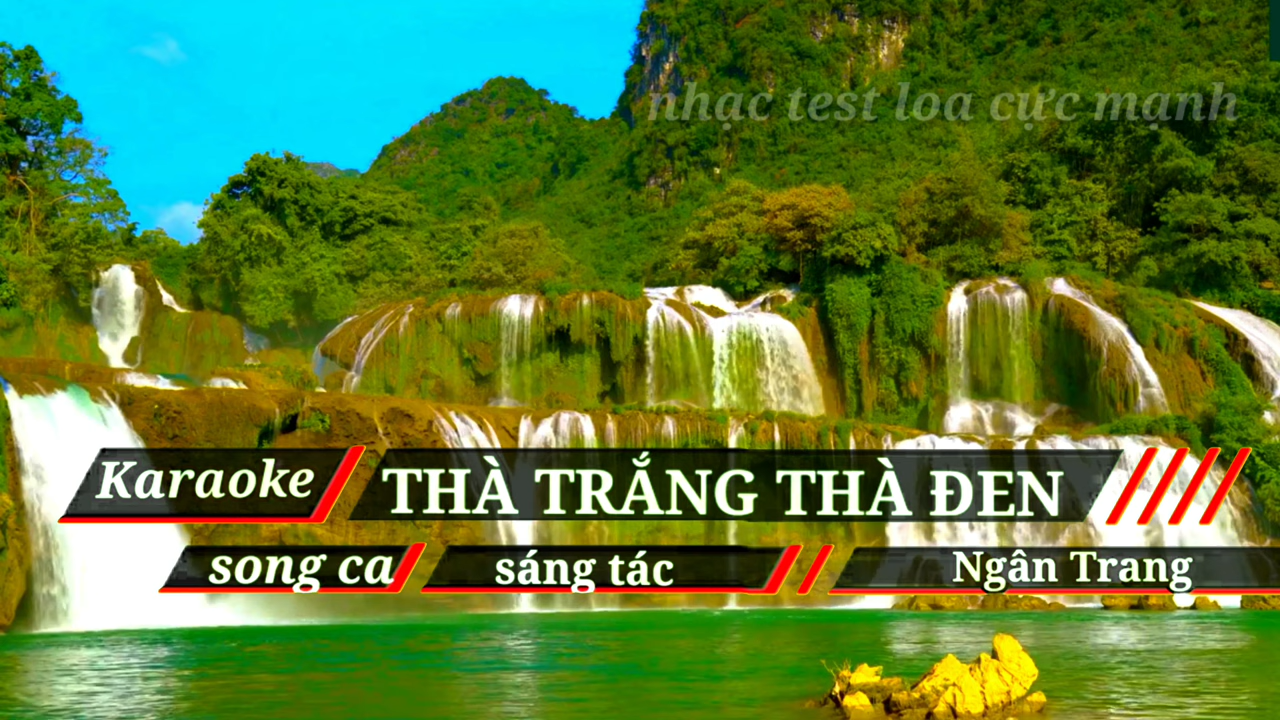 nhạc test loa cực mạnh
Karaoke THÀ TRẮNG THÀ ĐEN
song ca sáng tác Ngân Trang